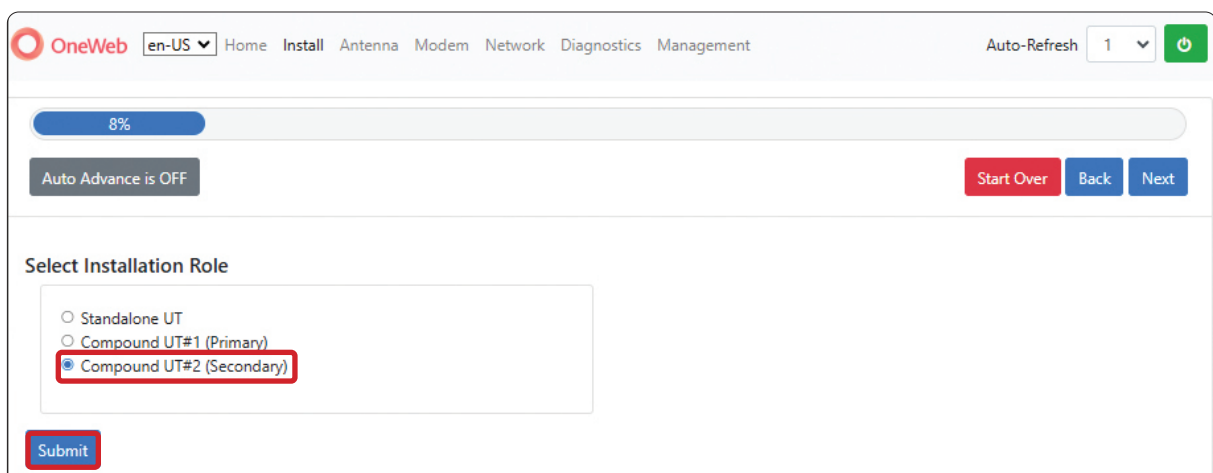 OneWeb en-US Home Install Antenna Modem Network Diagnostics Management Auto-Refresh 1
8%
Auto Advance is OFF Start Over Back Next
Select Installation Role
Standalone UT
Compound UT#1 (Primary)
Compound UT#2 (Secondary)
Submit